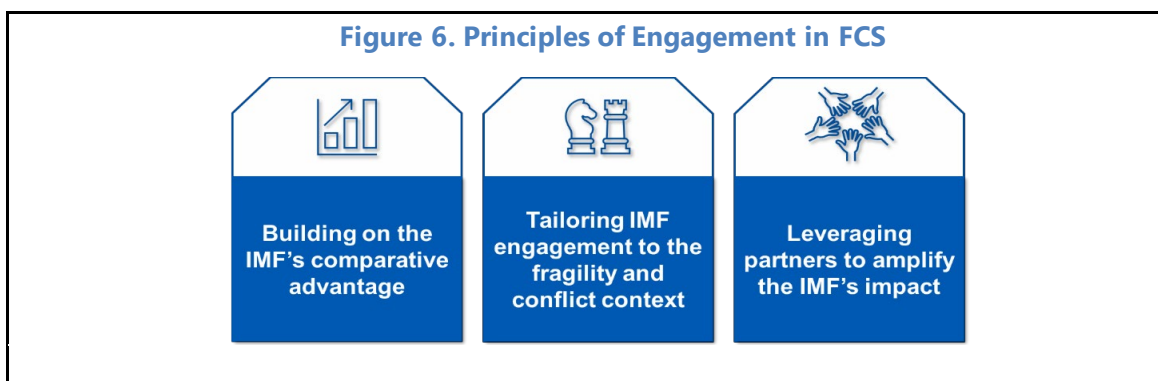 Figure 6. Principles of Engagement in FCS
Building on the
IMF’s comparative
advantage
Tailoring IMF
engagement to the
fragility and
conflict context
Leveraging
partners to amplify
the IMF’s impact